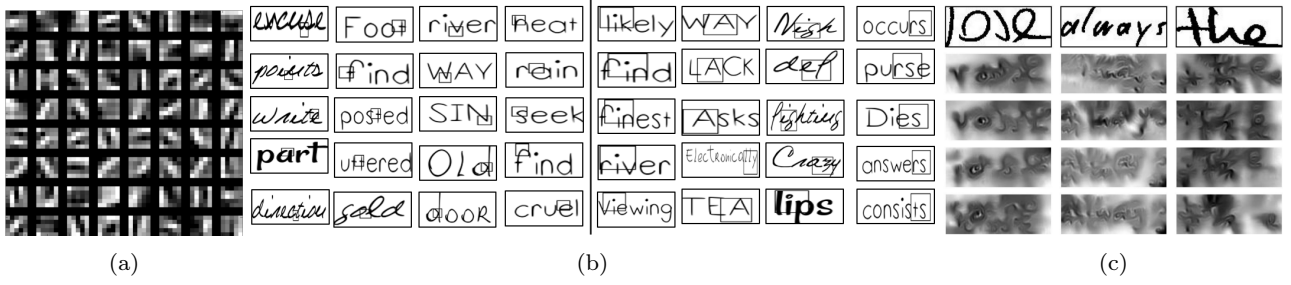 excuse Foot river Heat likely WAY Nigh occurs lose always the
points find WAY rain find LACK def purse
write posted SIN seek finest Asks fighting Dies
part uttered Old find river Electronically Crazy answers
direction sold dooR cruel Viewing TEA lips consists
(a) (b) (c)